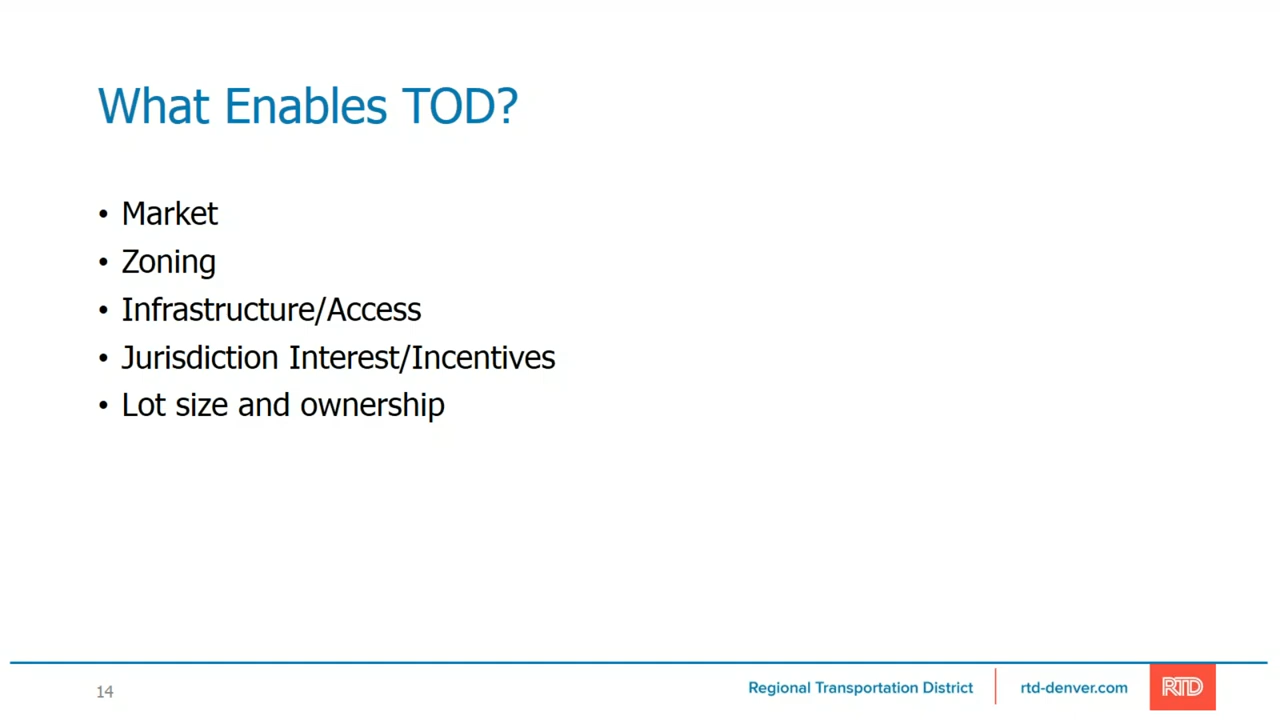 What Enables TOD?
• Market
• Zoning
• Infrastructure/Access
• Jurisdiction Interest/Incentives
• Lot size and ownership
14
Regional Transportation District
rtd-denver.com
RTD